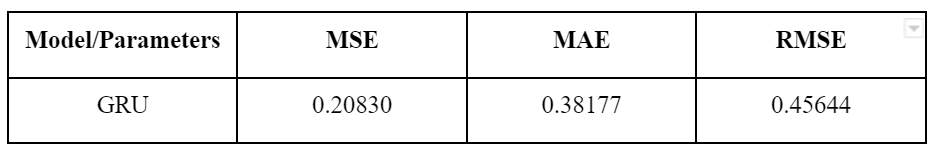 Model/Parameters MSE MAE RMSE
GRU 0.20830 0.38177 0.45644